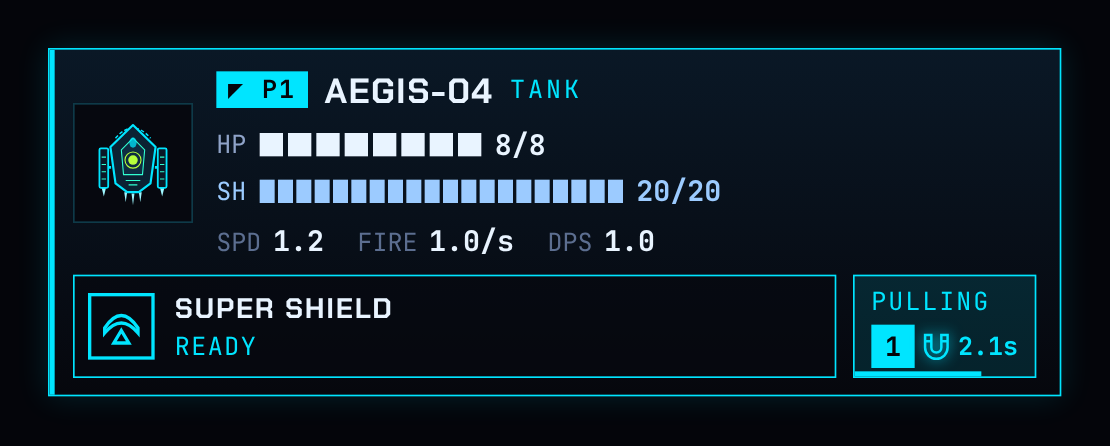 P1 AEGIS-04 TANK
HP 8/8
SH 20/20
SPD 1.2 FIRE 1.0/s DPS 1.0
SUPER SHIELD
READY
PULLING
1 2.1s